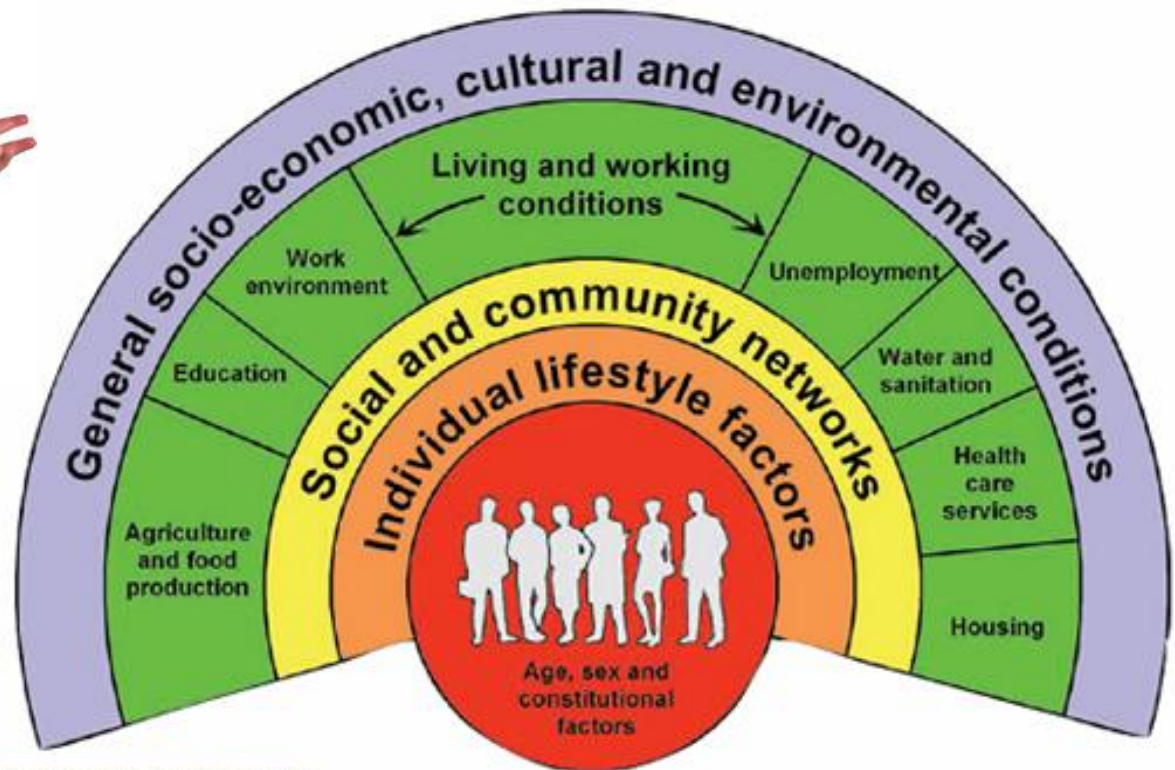 General socio-economic, cultural and environmental conditions
Living and working
conditions
Work
environment
Unemployment
Education
Water and
sanitation
Agriculture
and food
production
Health
care
services
Housing
Social and community networks
Individual lifestyle factors
Age, sex and
constitutional
factors